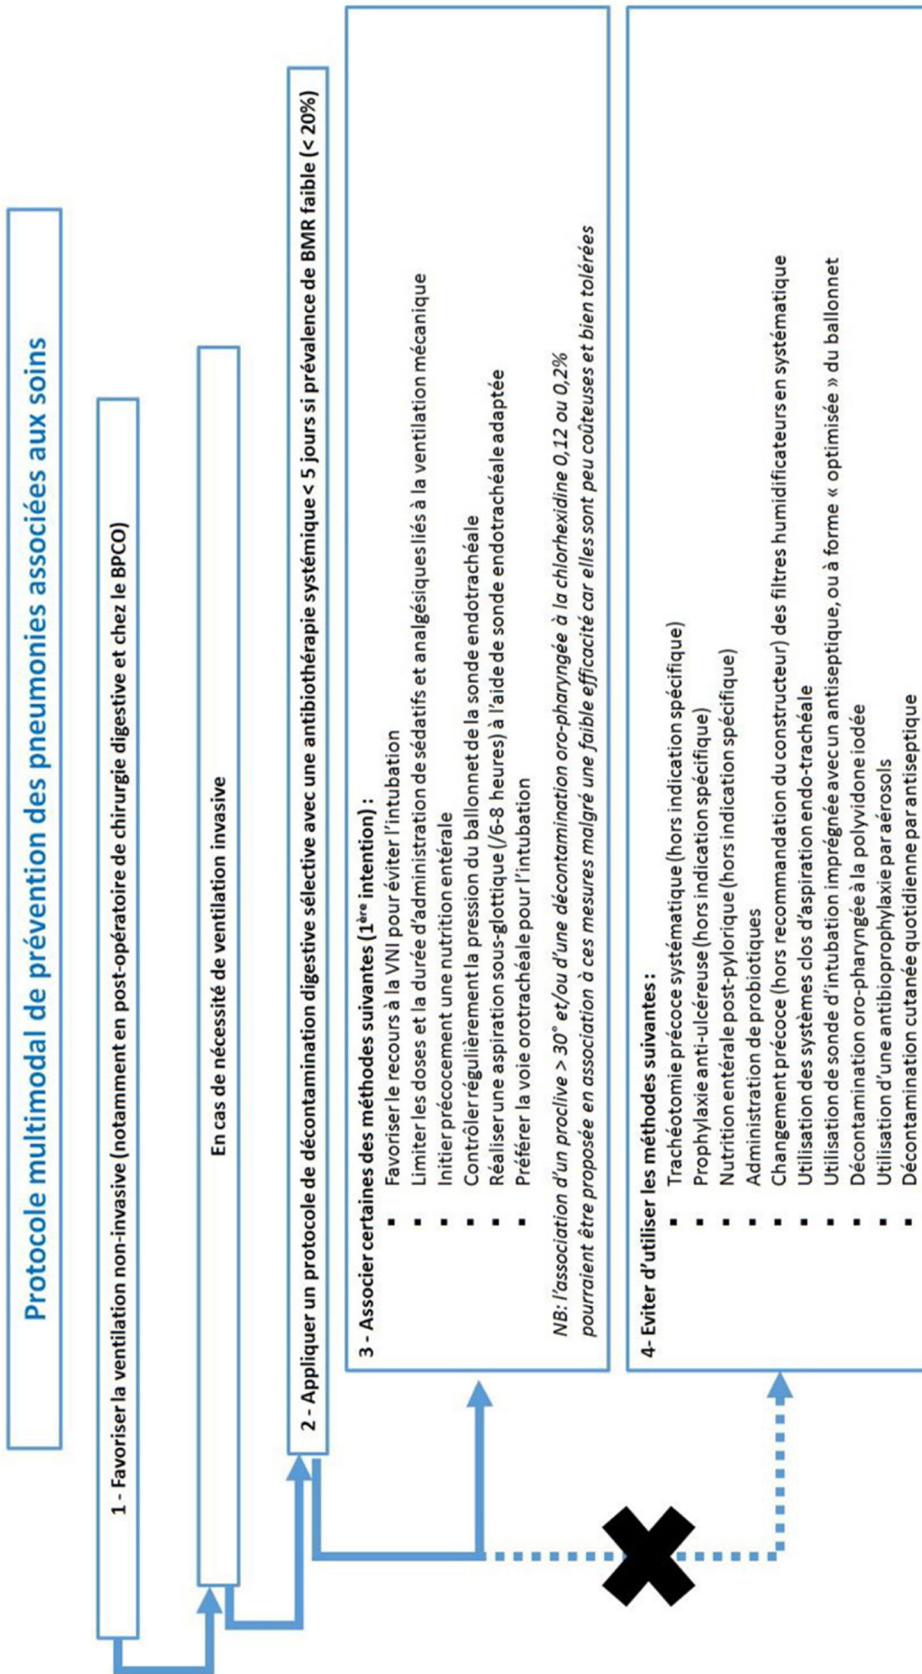 Protocole multimodal de prévention des pneumonies associées aux soins
1 - Favoriser la ventilation non-invasive (notamment en post-opératoire de chirurgie digestive et chez le BPCO)
En cas de nécessité de ventilation invasive
2 - Appliquer un protocole de décontamination digestive sélective avec une antibiothérapie systémique < 5 jours si prévalence de BMR faible (< 20%)
3 - Associer certaines des méthodes suivantes (1ère intention) :
▪ Favoriser le recours à la VNI pour éviter l'intubation
▪ Limiter les doses et la durée d'administration de sédatifs et analgésiques liés à la ventilation mécanique
▪ Initier précocement une nutrition entérale
▪ Contrôler régulièrement la pression du ballonnet de la sonde endotrachéale
▪ Réaliser une aspiration sous-glottique (/6-8 heures) à l'aide de sonde endotrachéale adaptée
▪ Préférer la voie orotrachéale pour l'intubation
NB: l'association d'un proclive > 30° et/ou d'une décontamination oro-pharyngée à la chlorhexidine 0,12 ou 0,2%
pourraient être proposée en association à ces mesures malgré une faible efficacité car elles sont peu coûteuses et bien tolérées
4- Eviter d'utiliser les méthodes suivantes :
▪ Trachéotomie précoce systématique (hors indication spécifique)
▪ Prophylaxie anti-ulcéreuse (hors indication spécifique)
▪ Nutrition entérale post-pylorique (hors indication spécifique)
▪ Administration de probiotiques
▪ Changement précoce (hors recommandation du constructeur) des filtres humidificateurs en systématique
▪ Utilisation des systèmes clos d'aspiration endo-trachéale
▪ Utilisation de sonde d'intubation imprégnée avec un antiseptique, ou à forme « optimisée » du ballonnet
▪ Décontamination oro-pharyngée à la polyvidone iodée
▪ Utilisation d'une antibioprophylaxie par aérosols
▪ Décontamination cutanée quotidienne par antiseptique